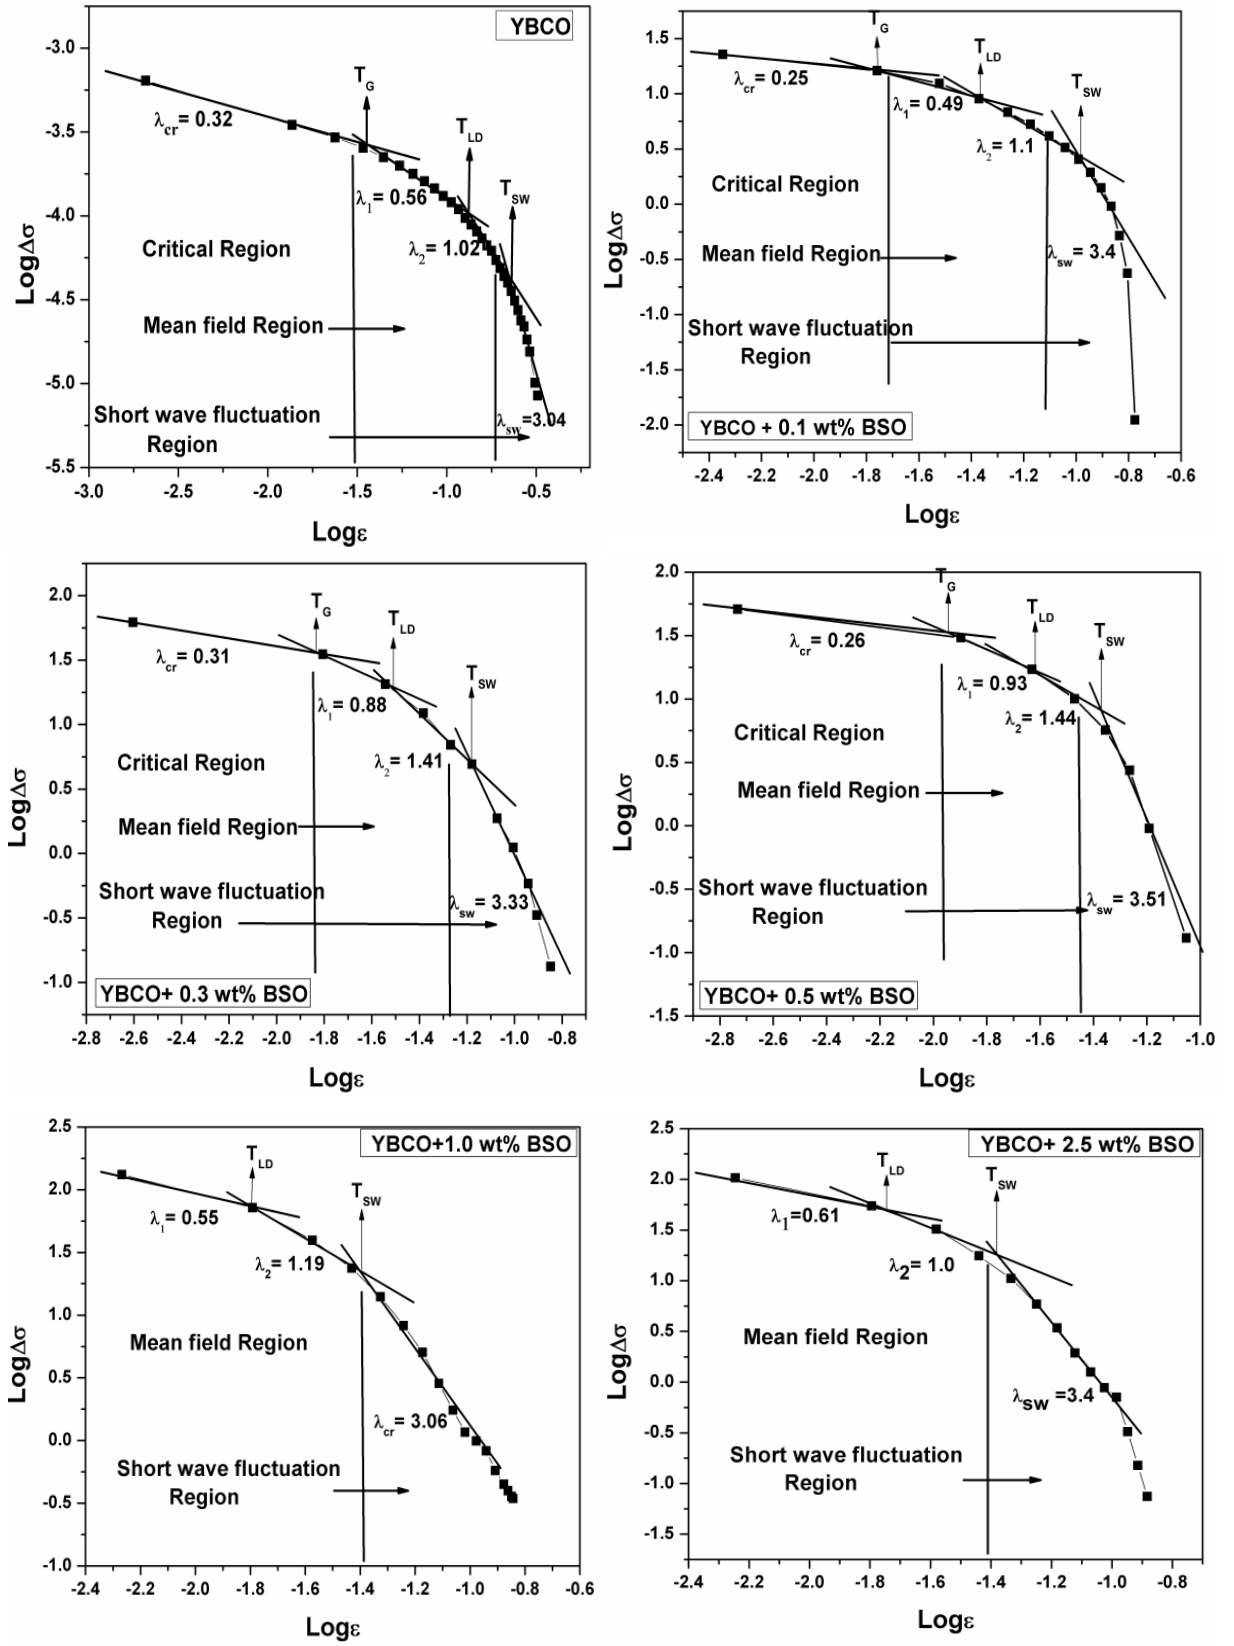 YBCO
-3.0
-3.5
-4.0
-4.5
-5.0
-5.5
LogΔσ
T_G
T_LD
T_SW
λ_cr = 0.32
λ_1 = 0.56
λ_2 = 1.02
Critical Region
Mean field Region
Short wave fluctuation
Region
λ_sw =3.04
-3.0 -2.5 -2.0 -1.5 -1.0 -0.5
Logε
1.5
1.0
0.5
0.0
-0.5
-1.0
-1.5
-2.0
LogΔσ
T_G
T_LD
T_SW
λ_cr = 0.25
λ_1 = 0.49
λ_2 = 1.1
Critical Region
Mean field Region
λ_sw = 3.4
Short wave fluctuation
Region
YBCO + 0.1 wt% BSO
-2.4 -2.2 -2.0 -1.8 -1.6 -1.4 -1.2 -1.0 -0.8 -0.6
Logε
2.0
1.5
1.0
0.5
0.0
-0.5
-1.0
LogΔσ
T_G
T_LD
T_SW
λ_cr = 0.31
λ_1 = 0.88
λ_2 = 1.41
Critical Region
Mean field Region
Short wave fluctuation
Region
λ_sw = 3.33
YBCO+ 0.3 wt% BSO
-2.8 -2.6 -2.4 -2.2 -2.0 -1.8 -1.6 -1.4 -1.2 -1.0 -0.8
Logε
2.0
1.5
1.0
0.5
0.0
-0.5
-1.0
-1.5
LogΔσ
T_G
T_LD
T_SW
λ_cr = 0.26
λ_1 = 0.93
λ_2 = 1.44
Critical Region
Mean field Region
Short wave fluctuation
Region
λ_sw = 3.51
YBCO+ 0.5 wt% BSO
-2.8 -2.6 -2.4 -2.2 -2.0 -1.8 -1.6 -1.4 -1.2 -1.0
Logε
YBCO+1.0 wt% BSO
2.5
2.0
1.5
1.0
0.5
0.0
-0.5
-1.0
LogΔσ
T_LD
T_SW
λ_1 = 0.55
λ_2 = 1.19
Mean field Region
λ_cr = 3.06
Short wave fluctuation
Region
-2.4 -2.2 -2.0 -1.8 -1.6 -1.4 -1.2 -1.0 -0.8 -0.6
Logε
YBCO+ 2.5 wt% BSO
2.5
2.0
1.5
1.0
0.5
0.0
-0.5
-1.0
-1.5
LogΔσ
T_LD
T_SW
λ_1=0.61
λ_2= 1.0
Mean field Region
λ_sw =3.4
Short wave fluctuation
Region
-2.4 -2.2 -2.0 -1.8 -1.6 -1.4 -1.2 -1.0 -0.8
Logε